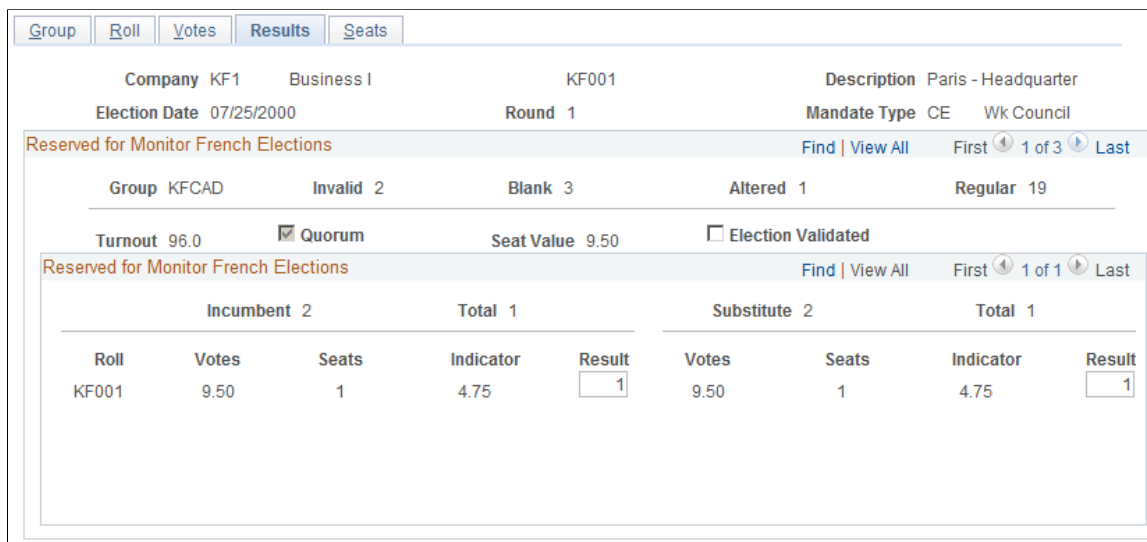 Group Roll Votes Results Seats
Company KF1 Business I KF001 Description Paris - Headquarter
Election Date 07/25/2000 Round 1 Mandate Type CE Wk Council
Reserved for Monitor French Elections Find | View All First 1 of 3 Last
Group KFCAD Invalid 2 Blank 3 Altered 1 Regular 19
Turnout 96.0 Quorum Seat Value 9.50 Election Validated
Reserved for Monitor French Elections Find | View All First 1 of 1 Last
Incumbent 2 Total 1 Substitute 2 Total 1
Roll Votes Seats Indicator Result Votes Seats Indicator Result
KF001 9.50 1 4.75 1 9.50 1 4.75 1